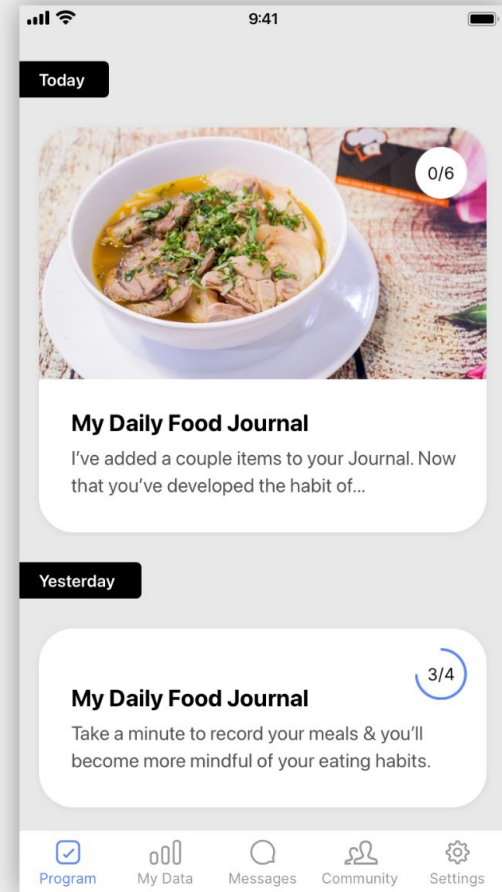 9:41
Today
0/6
My Daily Food Journal
I've added a couple items to your Journal. Now
that you've developed the habit of...
Yesterday
3/4
My Daily Food Journal
Take a minute to record your meals & you'll
become more mindful of your eating habits.
Program My Data Messages Community Settings